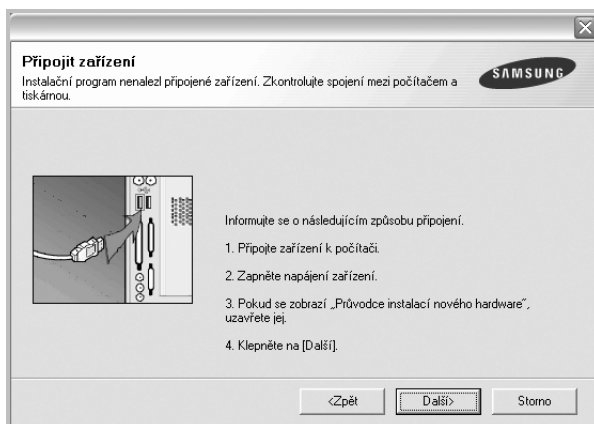 Připojit zařízení
Instalační program nenalezl připojené zařízení. Zkontrolujte spojení mezi počítačem a
tiskárnou.
SAMSUNG
Informujte se o následujícím způsobu připojení.
1. Připojte zařízení k počítači.
2. Zapněte napájení zařízení.
3. Pokud se zobrazí „Průvodce instalací nového hardware”,
uzavřete jej.
4. Klepněte na [Další].
<Zpět
Další>
Storno